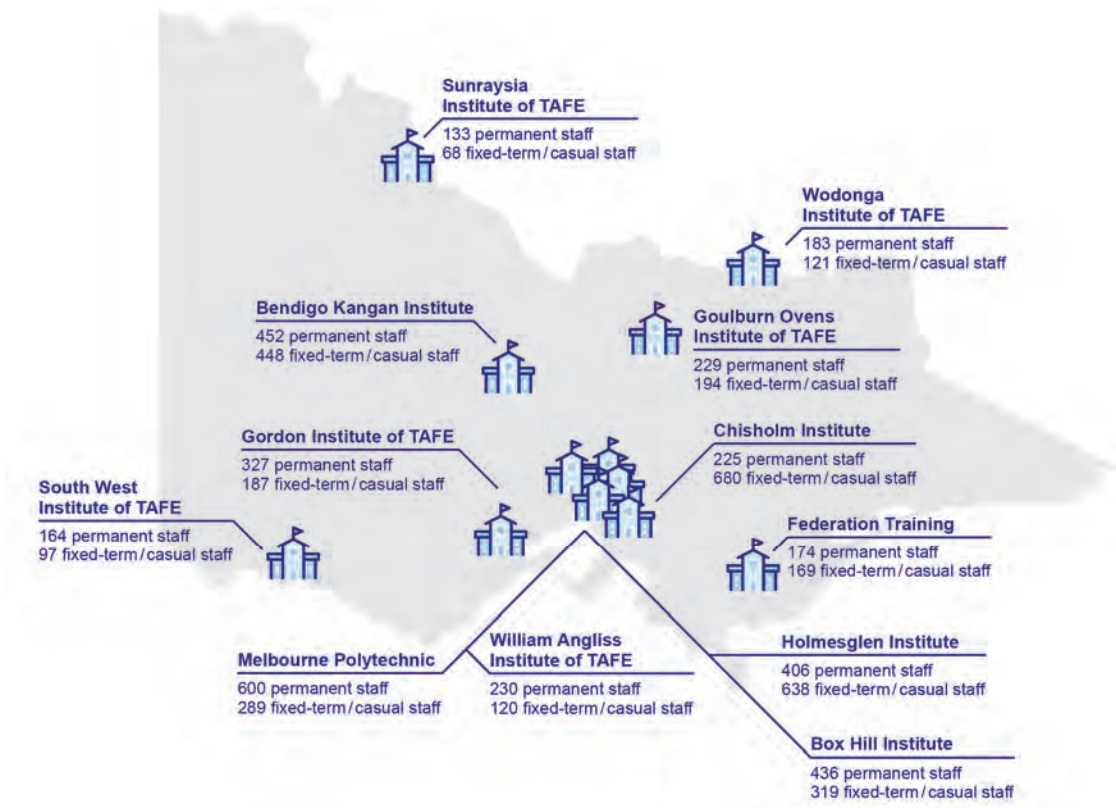 Sunraysia
Institute of TAFE
133 permanent staff
68 fixed-term/casual staff
Wodonga
Institute of TAFE
183 permanent staff
121 fixed-term/casual staff
Bendigo Kangan Institute
452 permanent staff
448 fixed-term/casual staff
Goulburn Ovens
Institute of TAFE
229 permanent staff
194 fixed-term/casual staff
Gordon Institute of TAFE
327 permanent staff
187 fixed-term/casual staff
Chisholm Institute
225 permanent staff
680 fixed-term/casual staff
South West
Institute of TAFE
164 permanent staff
97 fixed-term/casual staff
Federation Training
174 permanent staff
169 fixed-term/casual staff
Melbourne Polytechnic
600 permanent staff
289 fixed-term/casual staff
William Angliss
Institute of TAFE
230 permanent staff
120 fixed-term/casual staff
Holmesglen Institute
406 permanent staff
638 fixed-term/casual staff
Box Hill Institute
436 permanent staff
319 fixed-term/casual staff